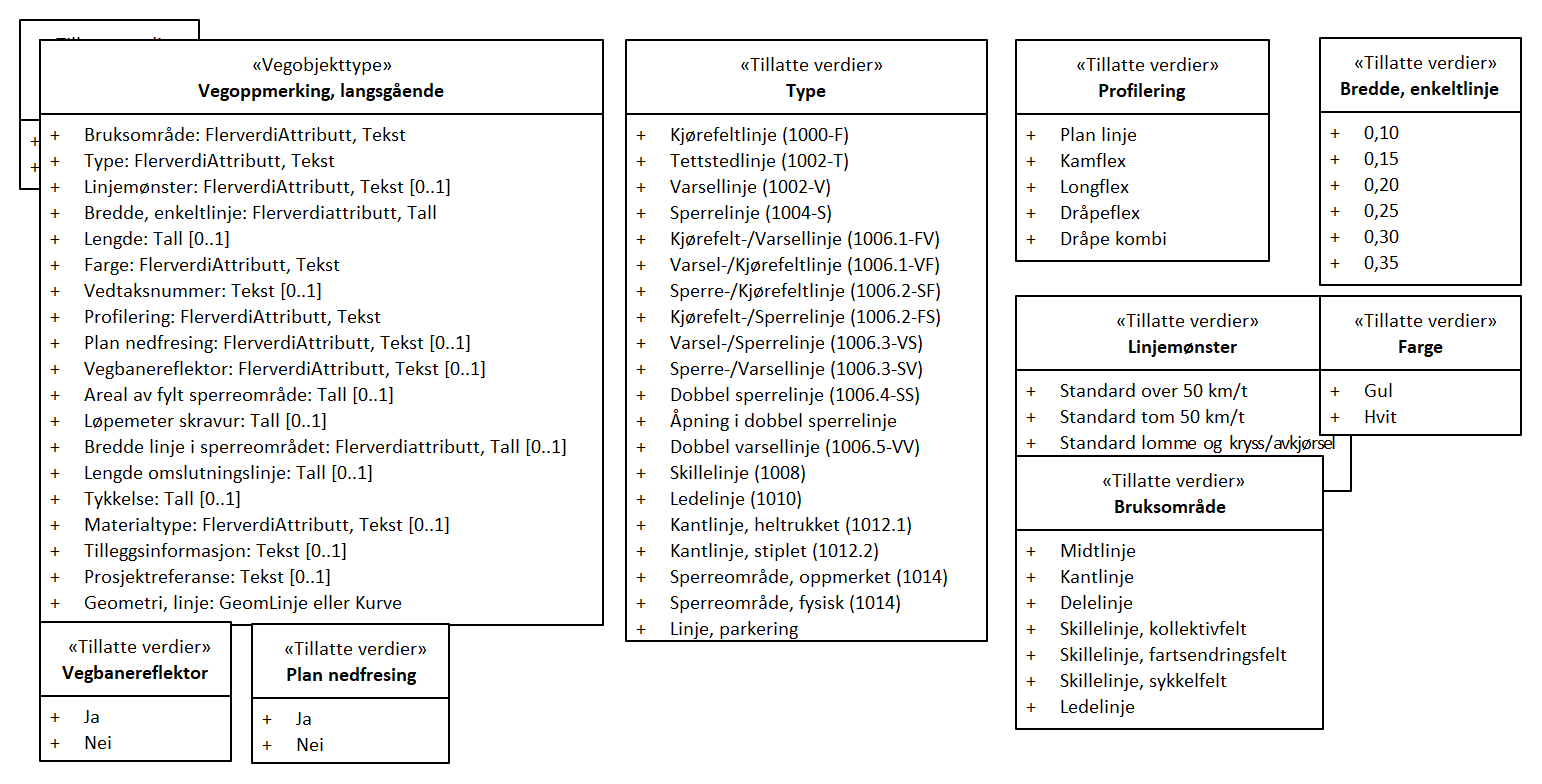 «Vegobjekttype»
Vegoppmerking, langsgående
+ Bruksområde: FlerverdiAttributt, Tekst
+ Type: FlerverdiAttributt, Tekst
+ Linjemønster: FlerverdiAttributt, Tekst [0..1]
+ Bredde, enkeltlinje: Flerverdiattributt, Tall
+ Lengde: Tall [0..1]
+ Farge: FlerverdiAttributt, Tekst
+ Vedtaksnummer: Tekst [0..1]
+ Profilering: FlerverdiAttributt, Tekst
+ Plan nedfresing: FlerverdiAttributt, Tekst [0..1]
+ Vegbanereflektor: FlerverdiAttributt, Tekst [0..1]
+ Areal av fylt sperreområde: Tall [0..1]
+ Løpemeter skravur: Tall [0..1]
+ Bredde linje i sperreområdet: Flerverdiattributt, Tall [0..1]
+ Lengde omslutningslinje: Tall [0..1]
+ Tykkelse: Tall [0..1]
+ Materialtype: FlerverdiAttributt, Tekst [0..1]
+ Tilleggsinformasjon: Tekst [0..1]
+ Prosjektreferanse: Tekst [0..1]
+ Geometri, linje: GeomLinje eller Kurve
«Tillatte verdier»
Vegbanereflektor
+ Ja
+ Nei
«Tillatte verdier»
Plan nedfresing
+ Ja
+ Nei
«Tillatte verdier»
Type
+ Kjørefeltlinje (1000-F)
+ Tettstedlinje (1002-T)
+ Varsellinje (1002-V)
+ Sperrelinje (1004-S)
+ Kjørefelt-/Varsellinje (1006.1-FV)
+ Varsel-/Kjørefeltlinje (1006.1-VF)
+ Sperre-/Kjørefeltlinje (1006.2-SF)
+ Kjørefelt-/Sperrelinje (1006.2-FS)
+ Varsel-/Sperrelinje (1006.3-VS)
+ Sperre-/Varsellinje (1006.3-SV)
+ Dobbel sperrelinje (1006.4-SS)
+ Åpning i dobbel sperrelinje
+ Dobbel varsellinje (1006.5-VV)
+ Skillelinje (1008)
+ Ledelinje (1010)
+ Kantlinje, heltrukket (1012.1)
+ Kantlinje, stiplet (1012.2)
+ Sperreområde, oppmerket (1014)
+ Sperreområde, fysisk (1014)
+ Linje, parkering
«Tillatte verdier»
Profilering
+ Plan linje
+ Kamflex
+ Longflex
+ Dråpeflex
+ Dråpe kombi
«Tillatte verdier»
Bredde, enkeltlinje
+ 0,10
+ 0,15
+ 0,20
+ 0,25
+ 0,30
+ 0,35
«Tillatte verdier»
Linjemønster
+ Standard over 50 km/t
+ Standard tom 50 km/t
+ Standard lomme og kryss/avkjørsel
«Tillatte verdier»
Farge
+ Gul
+ Hvit
«Tillatte verdier»
Bruksområde
+ Midtlinje
+ Kantlinje
+ Delelinje
+ Skillelinje, kollektivfelt
+ Skillelinje, fartsendringsfelt
+ Skillelinje, sykkelfelt
+ Ledelinje